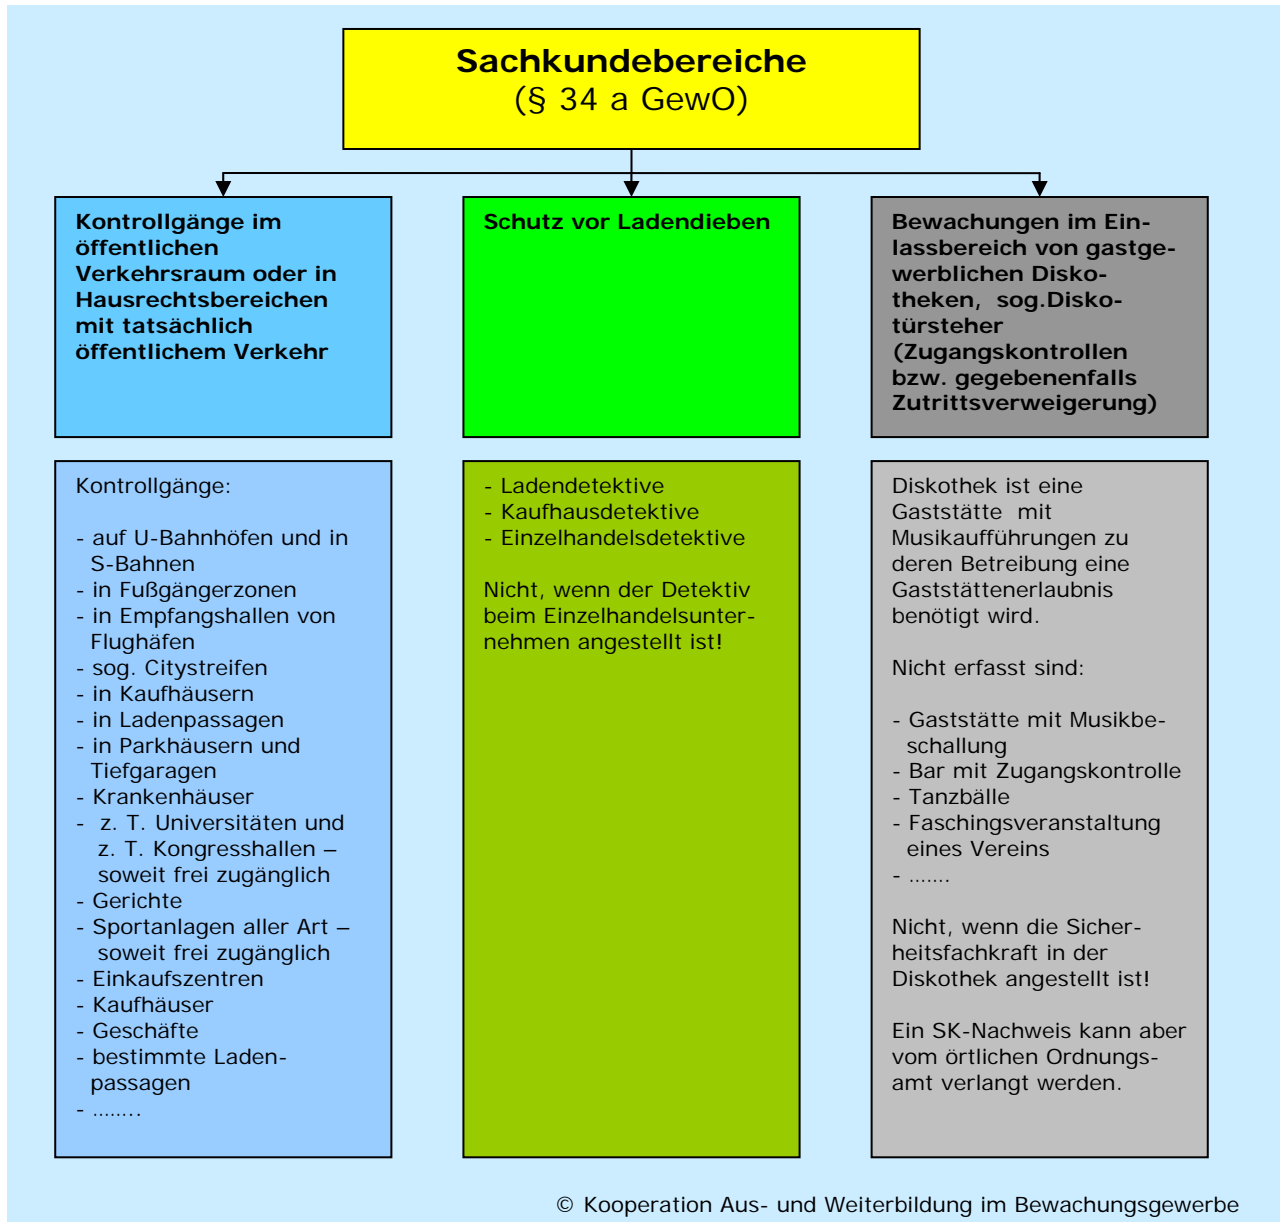 Sachkundebereiche
(§ 34 a GewO)
Kontrollgänge im
öffentlichen
Verkehrsraum oder in
Hausrechtsbereichen
mit tatsächlich
öffentlichem Verkehr
Schutz vor Ladendieben
Bewachungen im Ein-
lassbereich von gastge-
werblichen Disko-
theken, sog.Disko-
türsteher
(Zugangskontrollen
bzw. gegebenenfalls
Zutrittsverweigerung)
Kontrollgänge:
- auf U-Bahnhöfen und in
S-Bahnen
- in Fußgängerzonen
- in Empfangshallen von
Flughäfen
- sog. Citystreifen
- in Kaufhäusern
- in Ladenpassagen
- in Parkhäusern und
Tiefgaragen
- Krankenhäuser
- z. T. Universitäten und
z. T. Kongresshallen –
soweit frei zugänglich
- Gerichte
- Sportanlagen aller Art –
soweit frei zugänglich
- Einkaufszentren
- Kaufhäuser
- Geschäfte
- bestimmte Laden-
passagen
- ........
- Ladendetektive
- Kaufhausdetektive
- Einzelhandelsdetektive
Nicht, wenn der Detektiv
beim Einzelhandelsunter-
nehmen angestellt ist!
Diskothek ist eine
Gaststätte mit
Musikaufführungen zu
deren Betreibung eine
Gaststättenerlaubnis
benötigt wird.
Nicht erfasst sind:
- Gaststätte mit Musikbe-
schallung
- Bar mit Zugangskontrolle
- Tanzbälle
- Faschingsveranstaltung
eines Vereins
- .......
Nicht, wenn die Sicher-
heitsfachkraft in der
Diskothek angestellt ist!
Ein SK-Nachweis kann aber
vom örtlichen Ordnungs-
amt verlangt werden.
© Kooperation Aus- und Weiterbildung im Bewachungsgewerbe